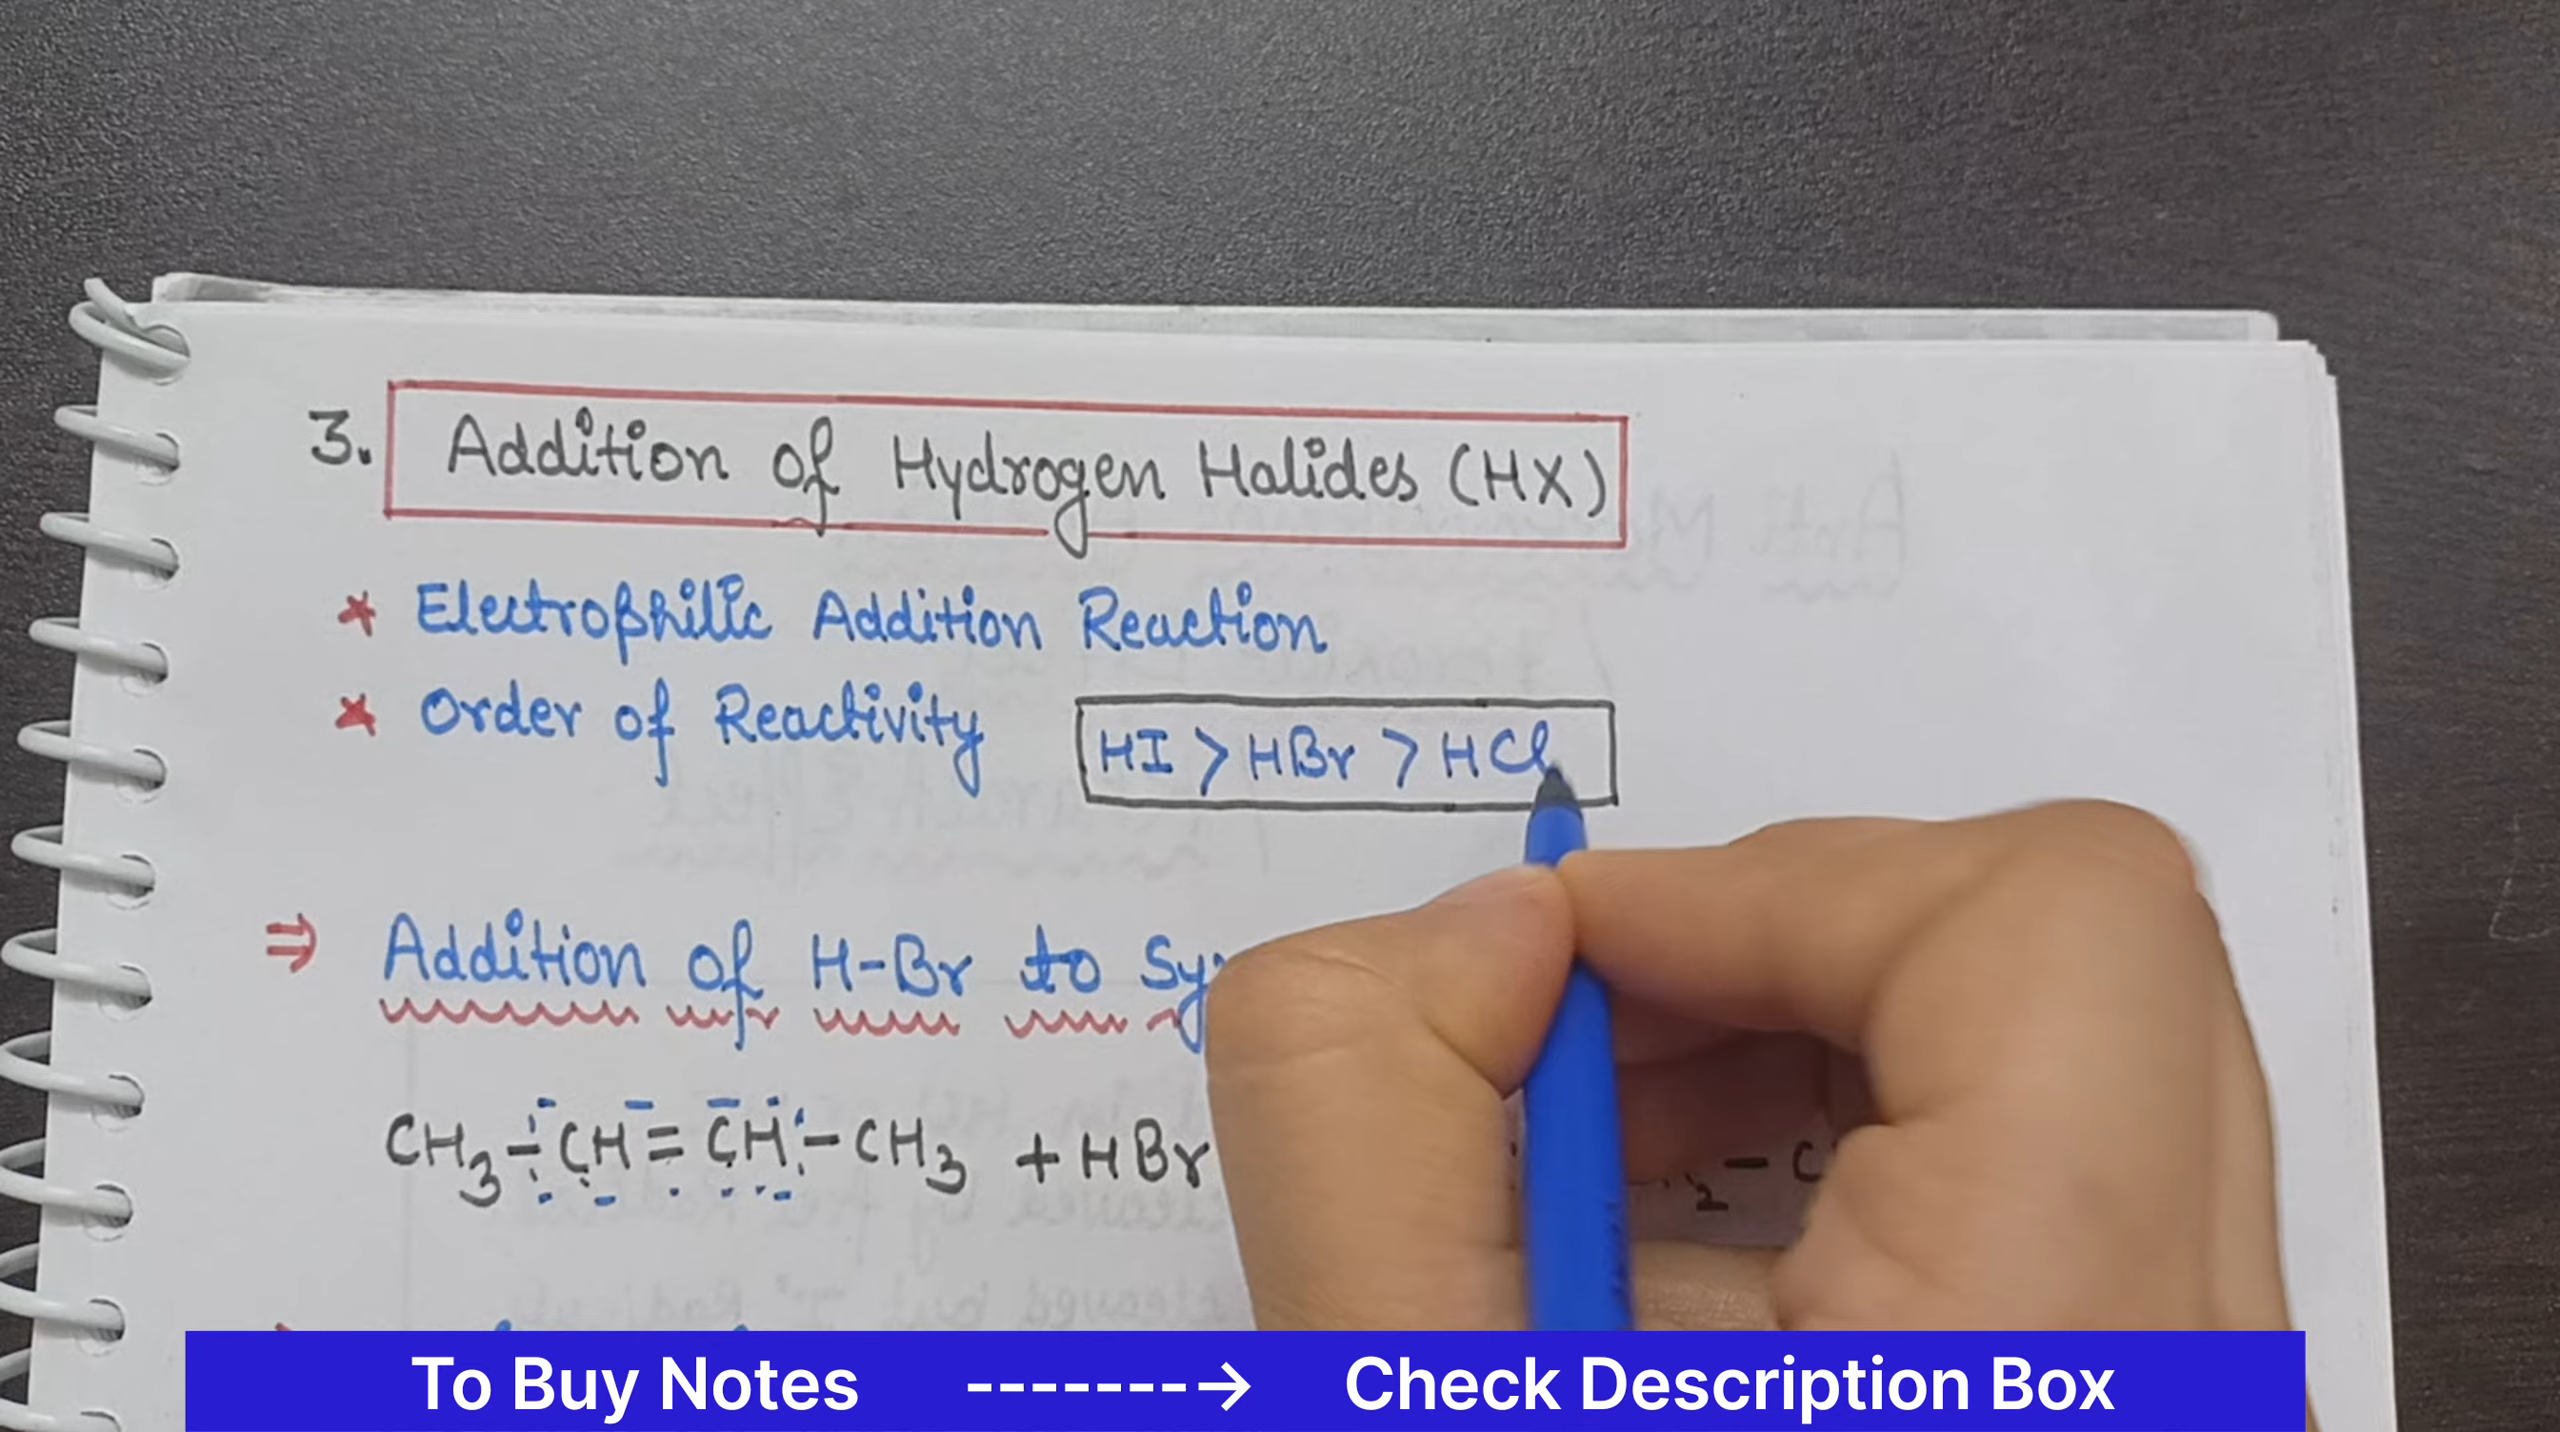 3. Addition of Hydrogen Halides (HX)
* Electrophilic Addition Reaction
* Order of Reactivity HI > HBr > HCl
⇒ Addition of H-Br to
CH3-CH=CH-CH3 + HBr
To Buy Notes -------→ Check Description Box